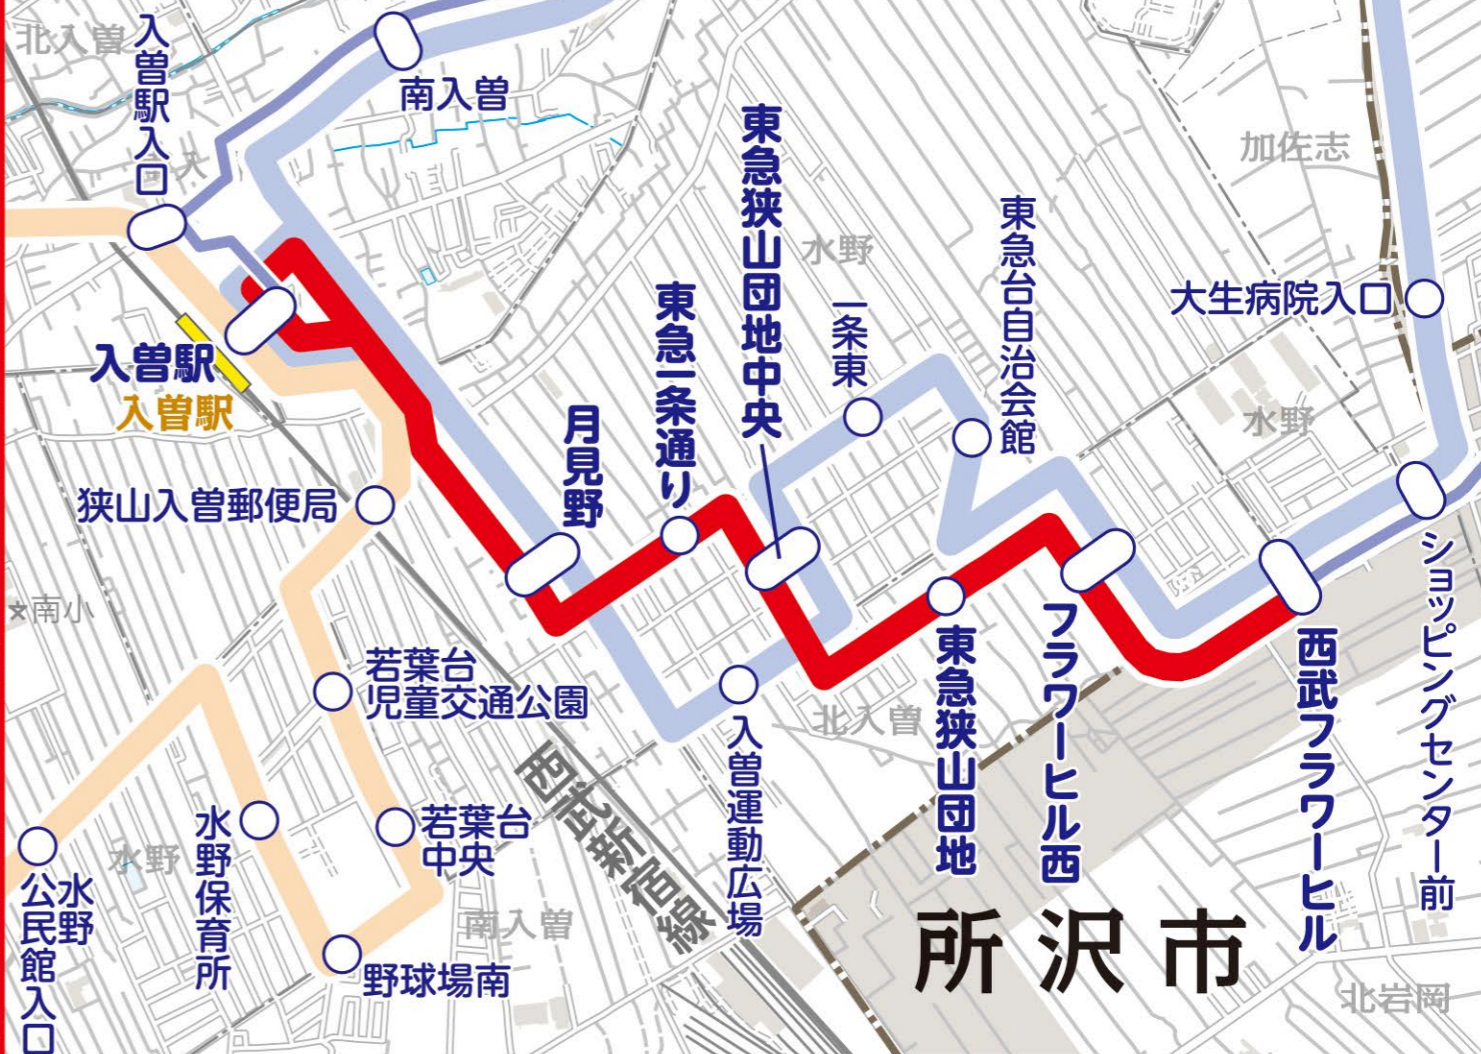 北入曽
入曽駅入口
南入曽
東急狭山団地中央
加佐志
水野
東急台自治会館
大生病院入口
東急一条通り
一条東
入曽駅
入曽駅
月見野
水野
狭山入曽郵便局
ショッピングセンター前
南小
若葉台
児童交通公園
フラワーヒル西
東急狭山団地
西武フラワーヒル
北入曽
入曽運動広場
西武新宿線
水野保育所
若葉台
中央
水野
水野
公民館入口
南入曽
野球場南
所沢市
北岩岡